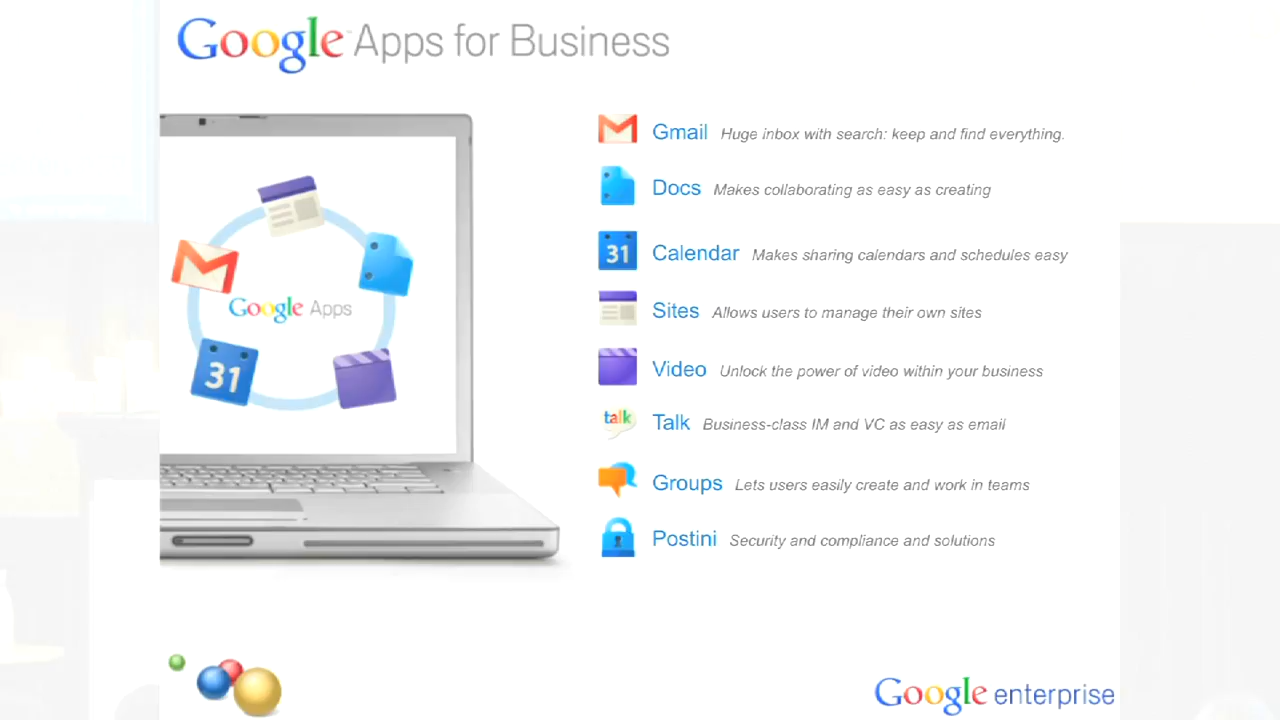 Google™ Apps for Business
Gmail Huge inbox with search: keep and find everything.
Docs Makes collaborating as easy as creating
31 Calendar Makes sharing calendars and schedules easy
Sites Allows users to manage their own sites
Video Unlock the power of video within your business
talk Talk Business-class IM and VC as easy as email
Groups Lets users easily create and work in teams
Postini Security and compliance and solutions
Google Apps
31
Google enterprise